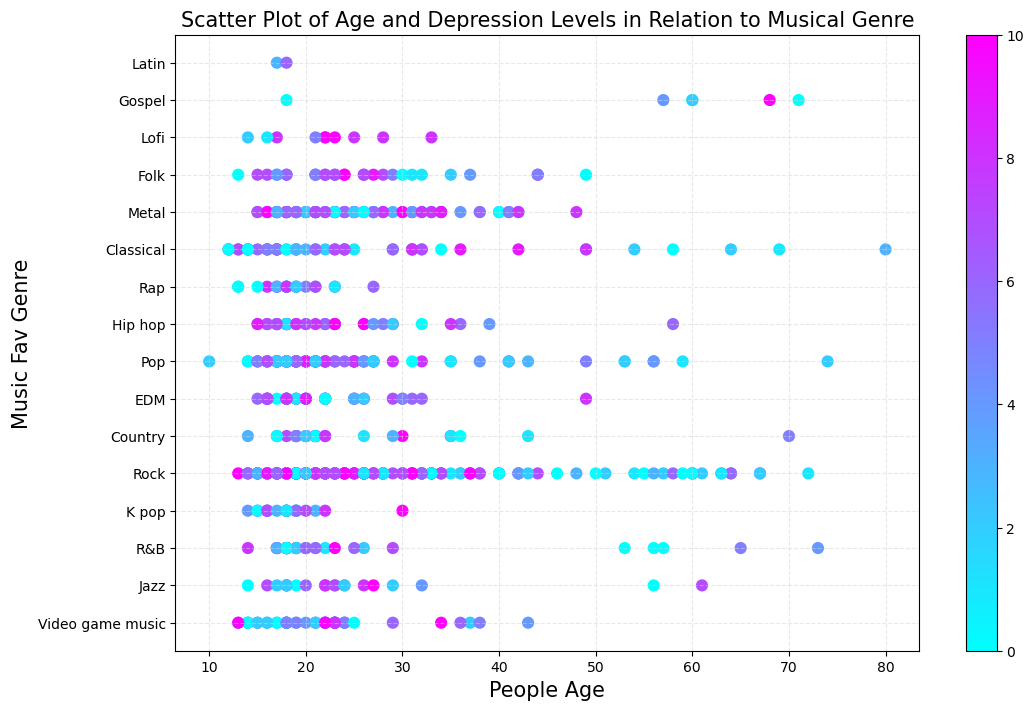 Scatter Plot of Age and Depression Levels in Relation to Musical Genre
Music Fav Genre
Latin
Gospel
Lofi
Folk
Metal
Classical
Rap
Hip hop
Pop
EDM
Country
Rock
K pop
R&B
Jazz
Video game music
10 20 30 40 50 60 70 80
People Age
10
8
6
4
2
0